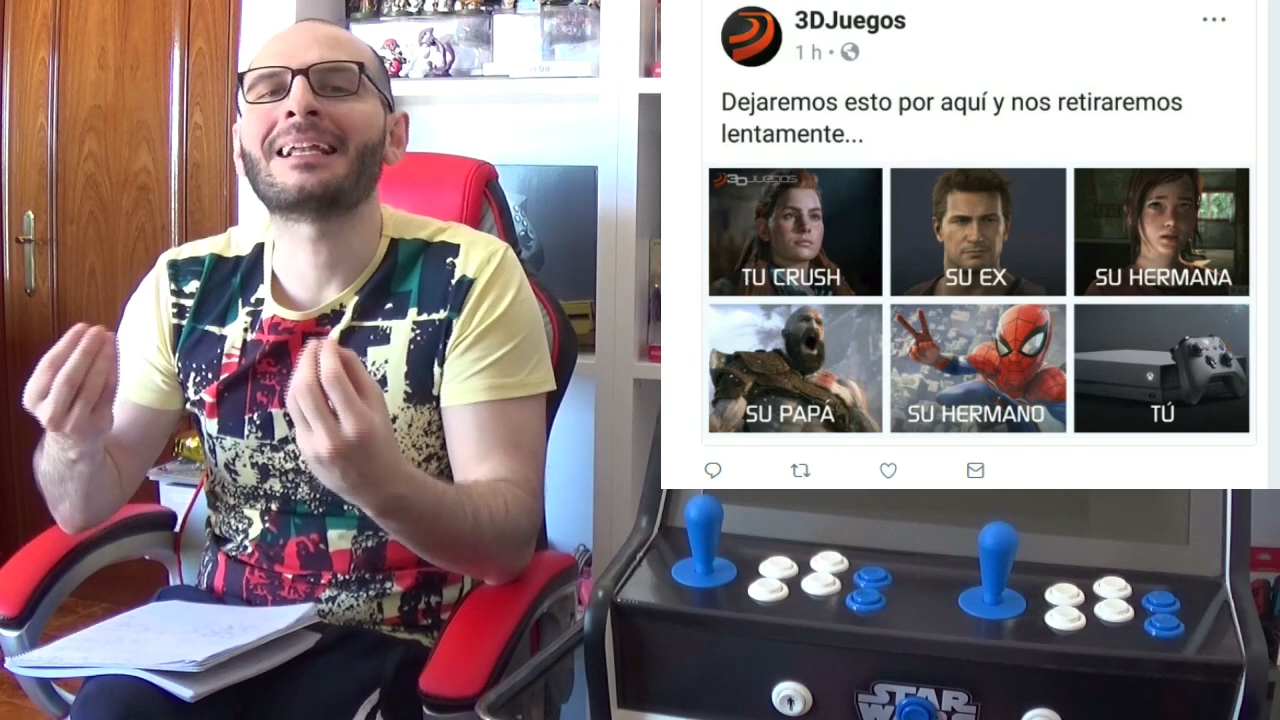 3DJuegos
1 h
Dejaremos esto por aquí y nos retiraremos
lentamente...
3DJUEGOS
TU CRUSH
SU EX
SU HERMANA
SU PAPÁ
SU HERMANO
TÚ
STAR
WARS